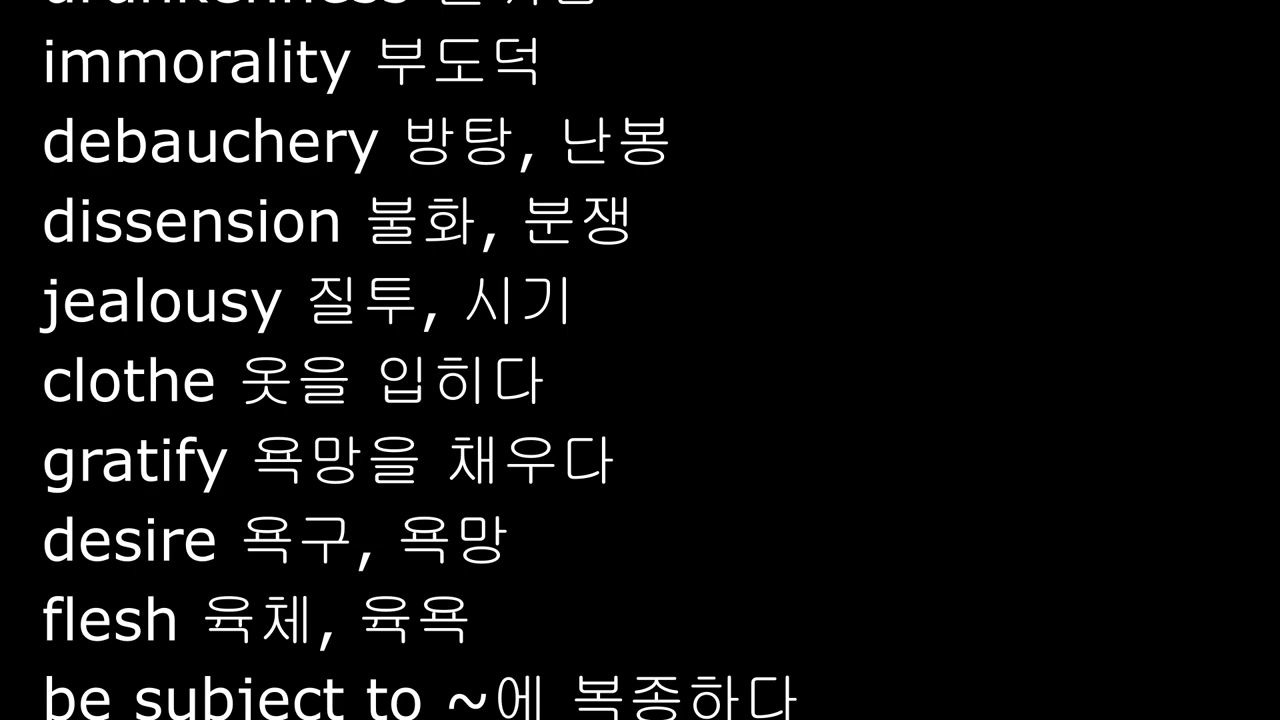 drunkenness
immorality 부도덕
debauchery 방탕, 난봉
dissension 불화, 분쟁
jealousy 질투, 시기
clothe 옷을 입히다
gratify 욕망을 채우다
desire 욕구, 욕망
flesh 육체, 육욕
be subject to ~에 복종하다